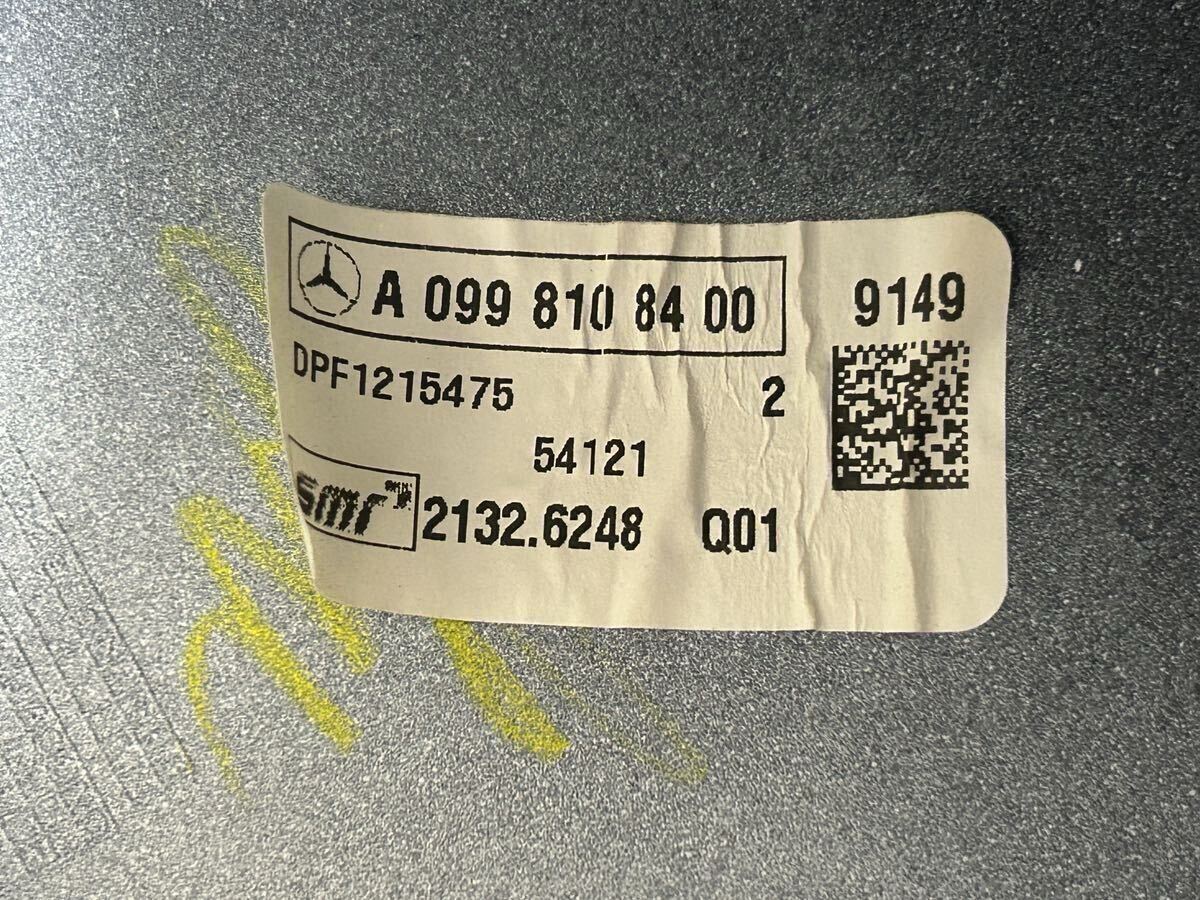 A 099 810 84 00
9149
DPF1215475
2
54121
smr
2132.6248 Q01